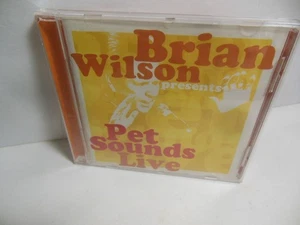 Brian
Wilson
presents
Pet
Sounds
Live